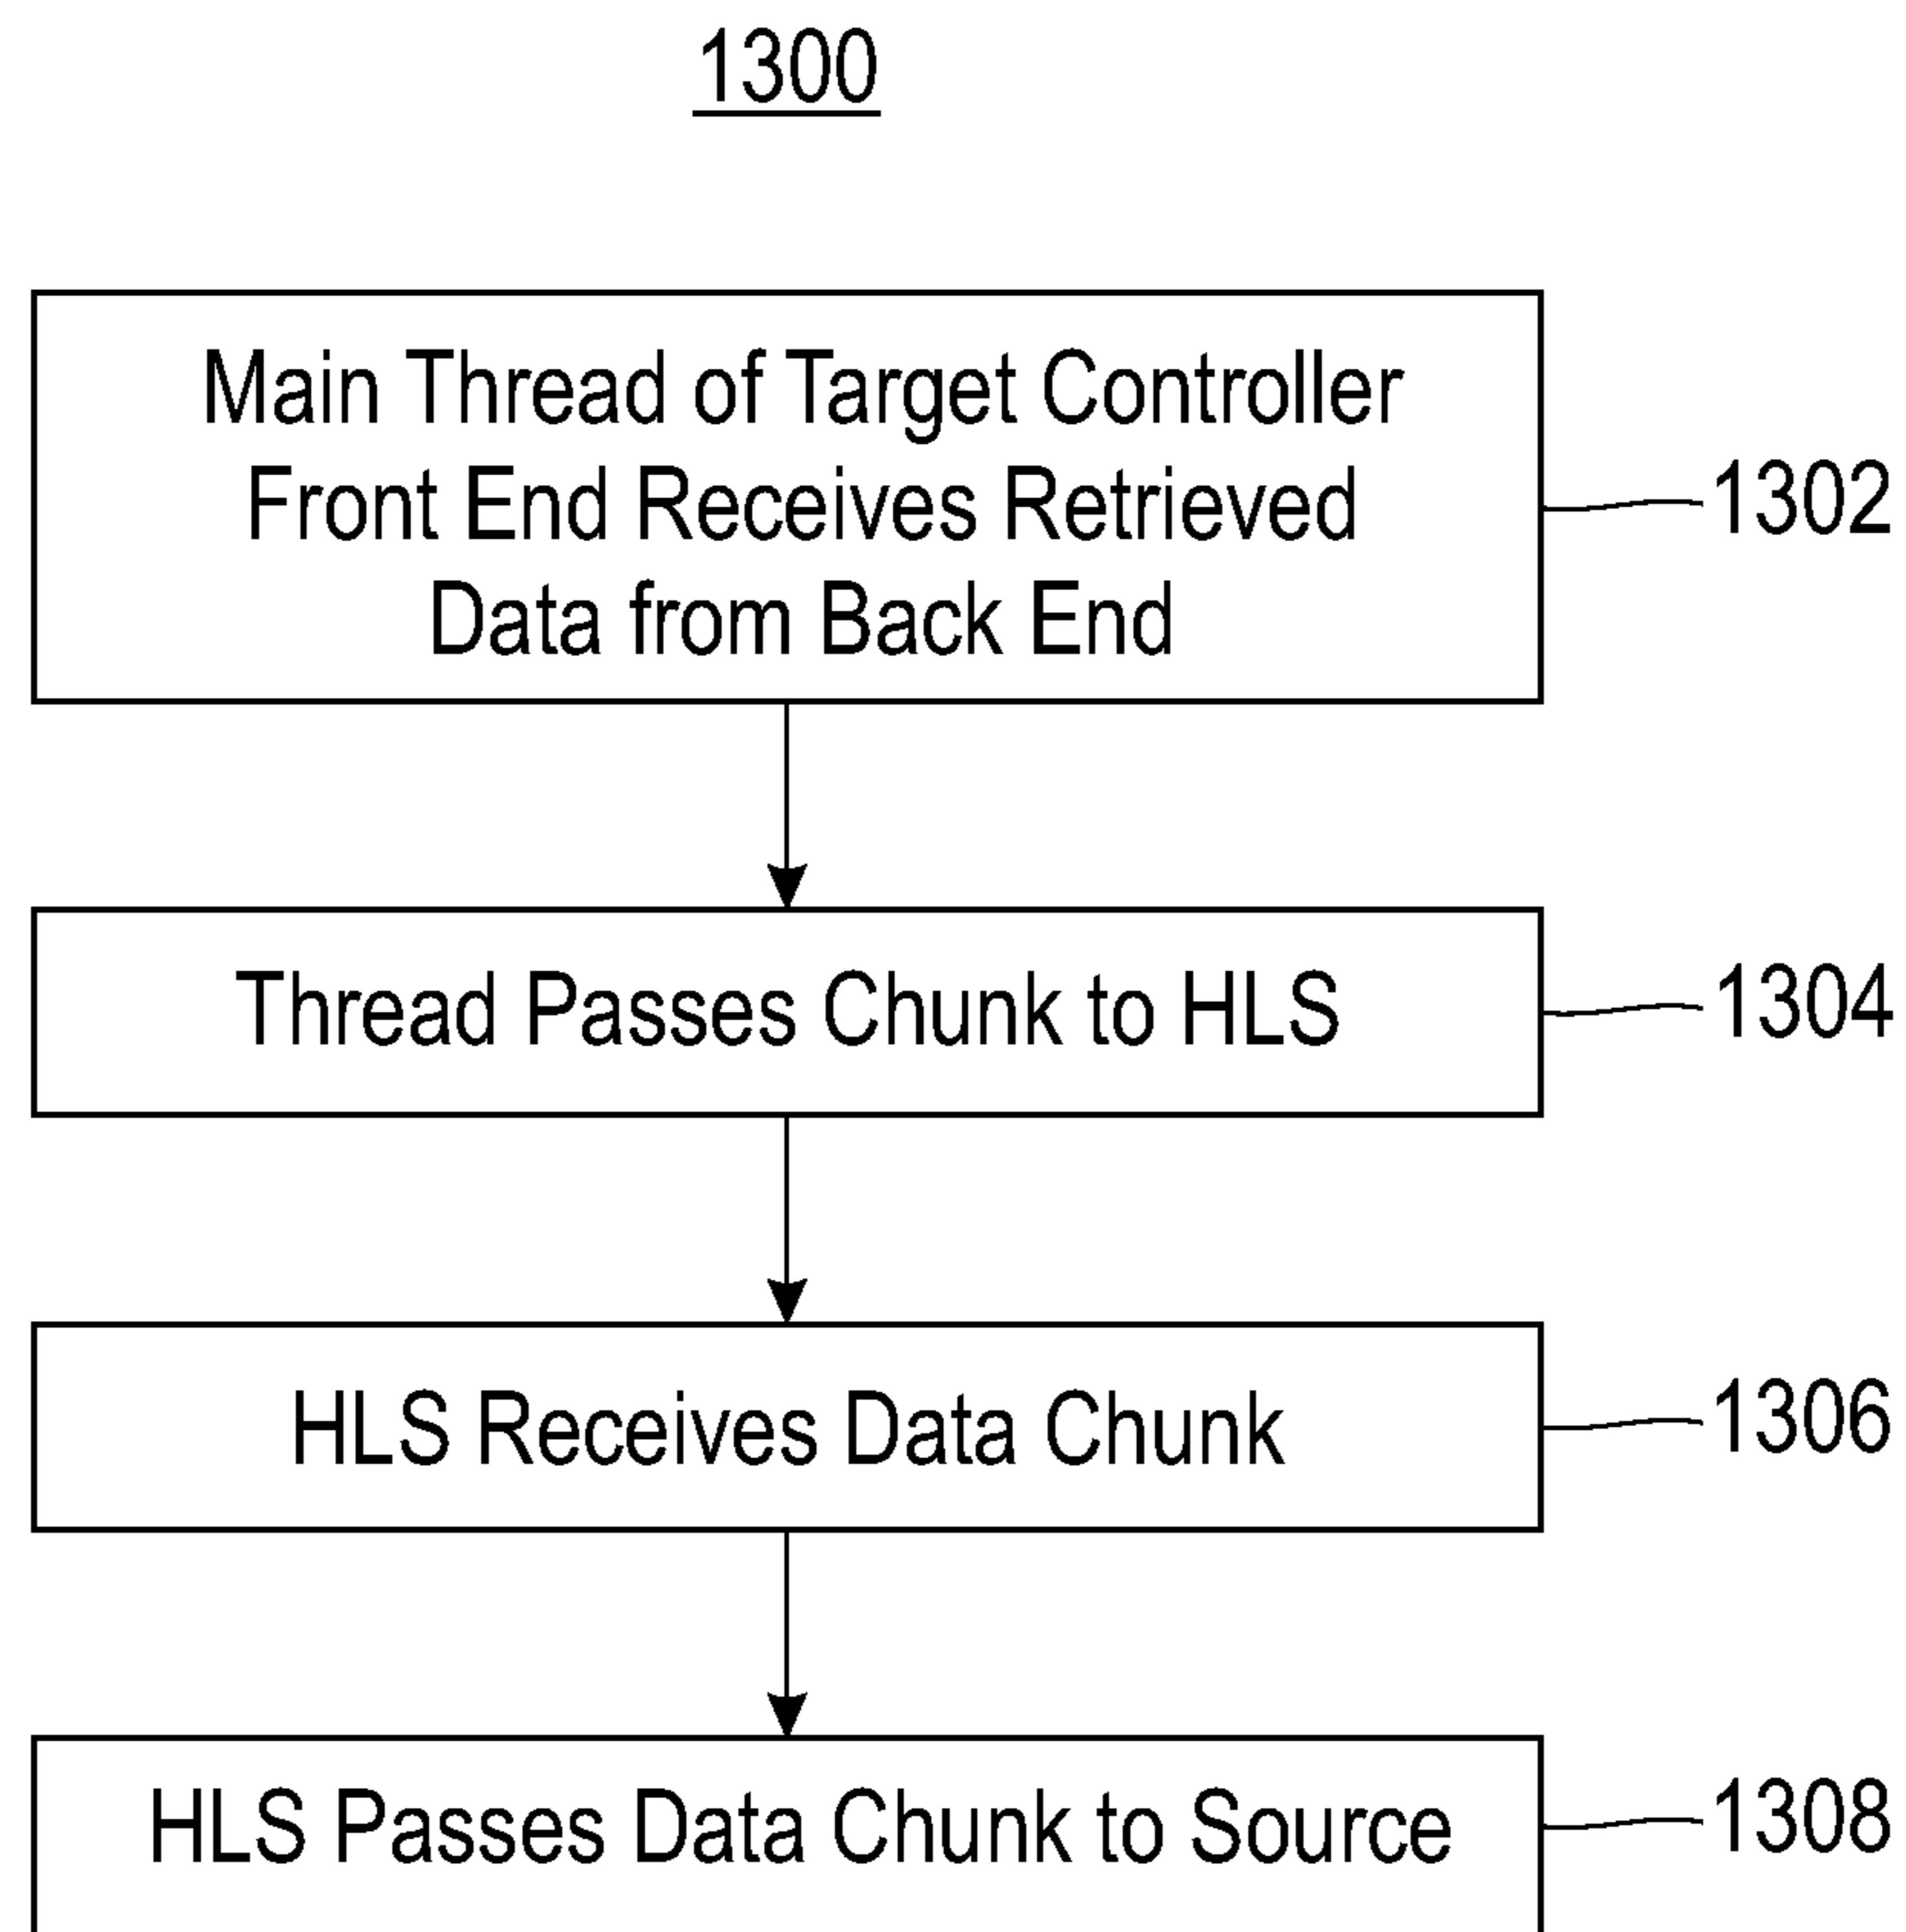 1300
Main Thread of Target Controller
Front End Receives Retrieved
Data from Back End
1302
Thread Passes Chunk to HLS
1304
HLS Receives Data Chunk
1306
HLS Passes Data Chunk to Source
1308